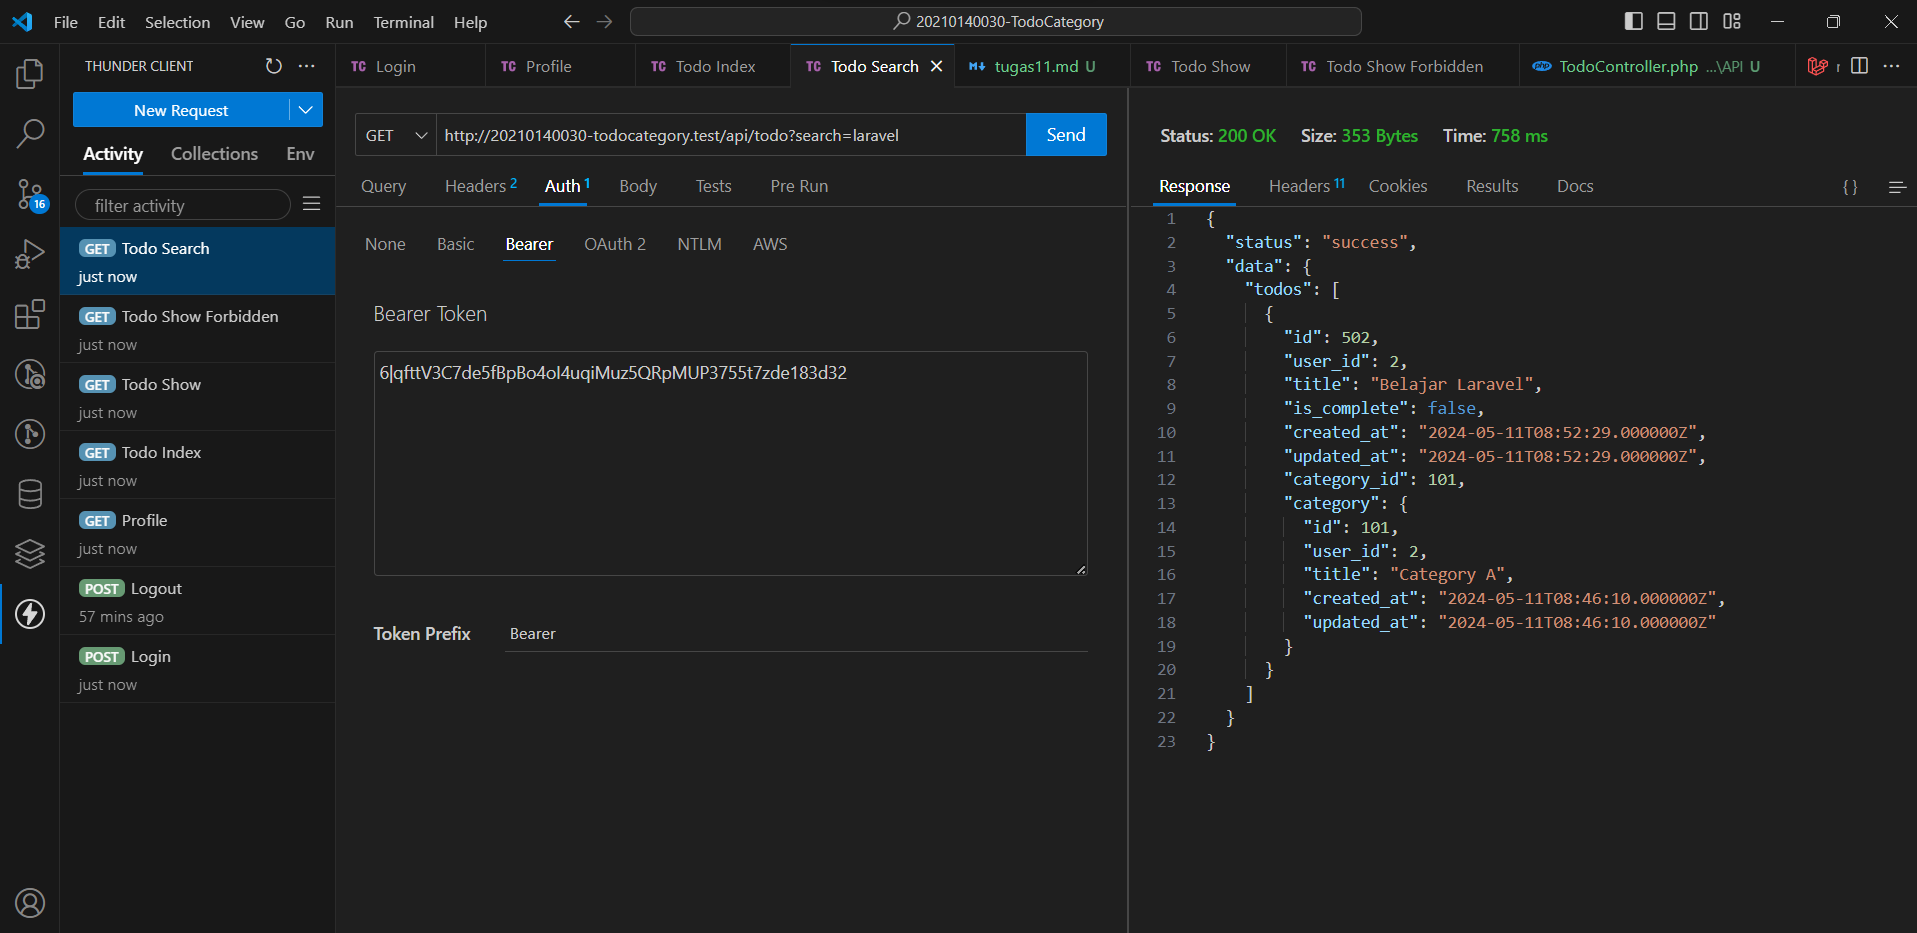 File Edit Selection View Go Run Terminal Help
20210140030-TodoCategory
THUNDER CLIENT
New Request
Activity Collections Env
filter activity
GET Todo Search
just now
GET Todo Show Forbidden
just now
GET Todo Show
just now
GET Todo Index
just now
GET Profile
just now
POST Logout
57 mins ago
POST Login
just now
16
TC Login
TC Profile
TC Todo Index
TC Todo Search
tugas11.md U
TC Todo Show
TC Todo Show Forbidden
php TodoController.php ...\API U
GET http://20210140030-todocategory.test/api/todo?search=laravel Send
Query Headers 2 Auth 1 Body Tests Pre Run
None Basic Bearer OAuth 2 NTLM AWS
Bearer Token
6|qfttV3C7de5fBpBo4oI4uqiMuz5QRpMUP3755t7zde183d32
Token Prefix Bearer
Status: 200 OK Size: 353 Bytes Time: 758 ms
Response Headers 11 Cookies Results Docs { }
1 {
2 "status": "success",
3 "data": {
4 "todos": [
5 {
6 "id": 502,
7 "user_id": 2,
8 "title": "Belajar Laravel",
9 "is_complete": false,
10 "created_at": "2024-05-11T08:52:29.000000Z",
11 "updated_at": "2024-05-11T08:52:29.000000Z",
12 "category_id": 101,
13 "category": {
14 "id": 101,
15 "user_id": 2,
16 "title": "Category A",
17 "created_at": "2024-05-11T08:46:10.000000Z",
18 "updated_at": "2024-05-11T08:46:10.000000Z"
19 }
20 }
21 ]
22 }
23 }